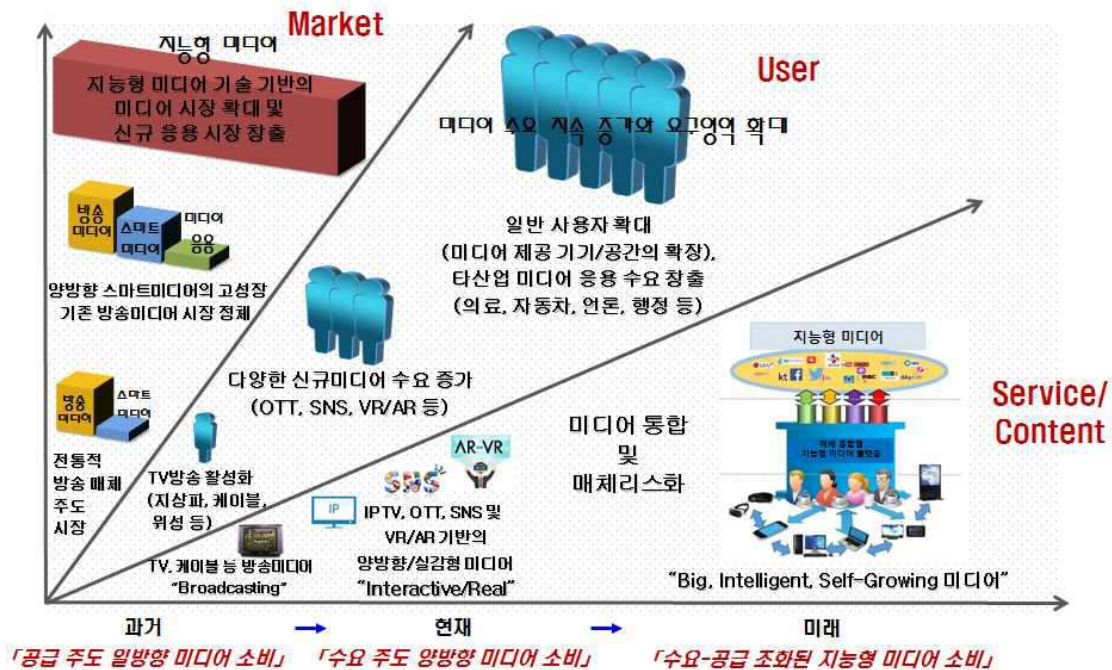 Market
지능형 미디어
지능형 미디어 기술 기반의
미디어 시장 확대 및
신규 응용 시장 창출
User
미디어 수요 지속 증가와 요구영역 확대
일반 사용자 확대
(미디어 제공 기기/공간의 확장),
타산업 미디어 응용 수요 창출
(의료, 자동차, 언론, 행정 등)
방송
미디어
스마트
미디어
미디어
응용
양방향 스마트미디어의 고성장
기존 방송미디어 시장 정체
다양한 신규미디어 수요 증가
(OTT, SNS, VR/AR 등)
지능형 미디어
kt
Service/
Content
미디어 통합
및
매체리스화
지능형 미디어 플랫폼
방송
미디어
스마트
미디어
전통적
방송 매체
주도
시장
TV방송 활성화
(지상파, 케이블,
위성 등)
AR-VR
SNS
IP
IPTV, OTT, SNS 및
VR/AR 기반의
양방향/실감형 미디어
"Interactive/Real"
TV, 케이블 등 방송미디어
"Broadcasting"
"Big, Intelligent, Self-Growing 미디어"
과거
현재
미래
「공급 주도 일방향 미디어 소비」
「수요 주도 양방향 미디어 소비」
「수요-공급 조화된 지능형 미디어 소비」